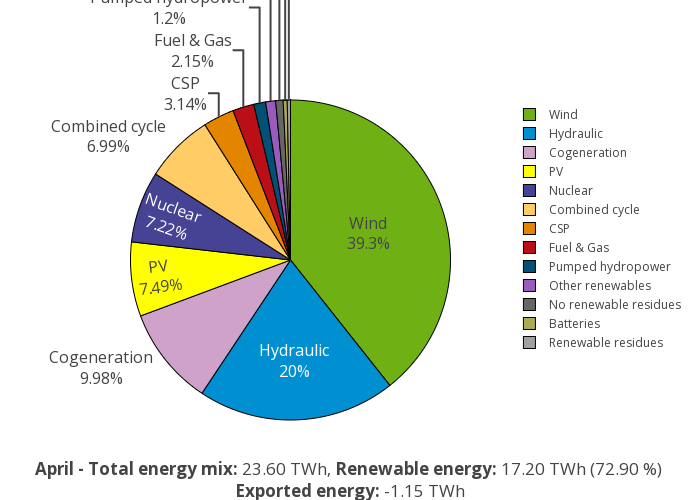 Pumped hydropower
1.2%
Fuel & Gas
2.15%
CSP
3.14%
Combined cycle
6.99%
Nuclear
7.22%
PV
7.49%
Cogeneration
9.98%
Hydraulic
20%
Wind
39.3%
Wind
Hydraulic
Cogeneration
PV
Nuclear
Combined cycle
CSP
Fuel & Gas
Pumped hydropower
Other renewables
No renewable residues
Batteries
Renewable residues
April - Total energy mix: 23.60 TWh, Renewable energy: 17.20 TWh (72.90 %)
Exported energy: -1.15 TWh